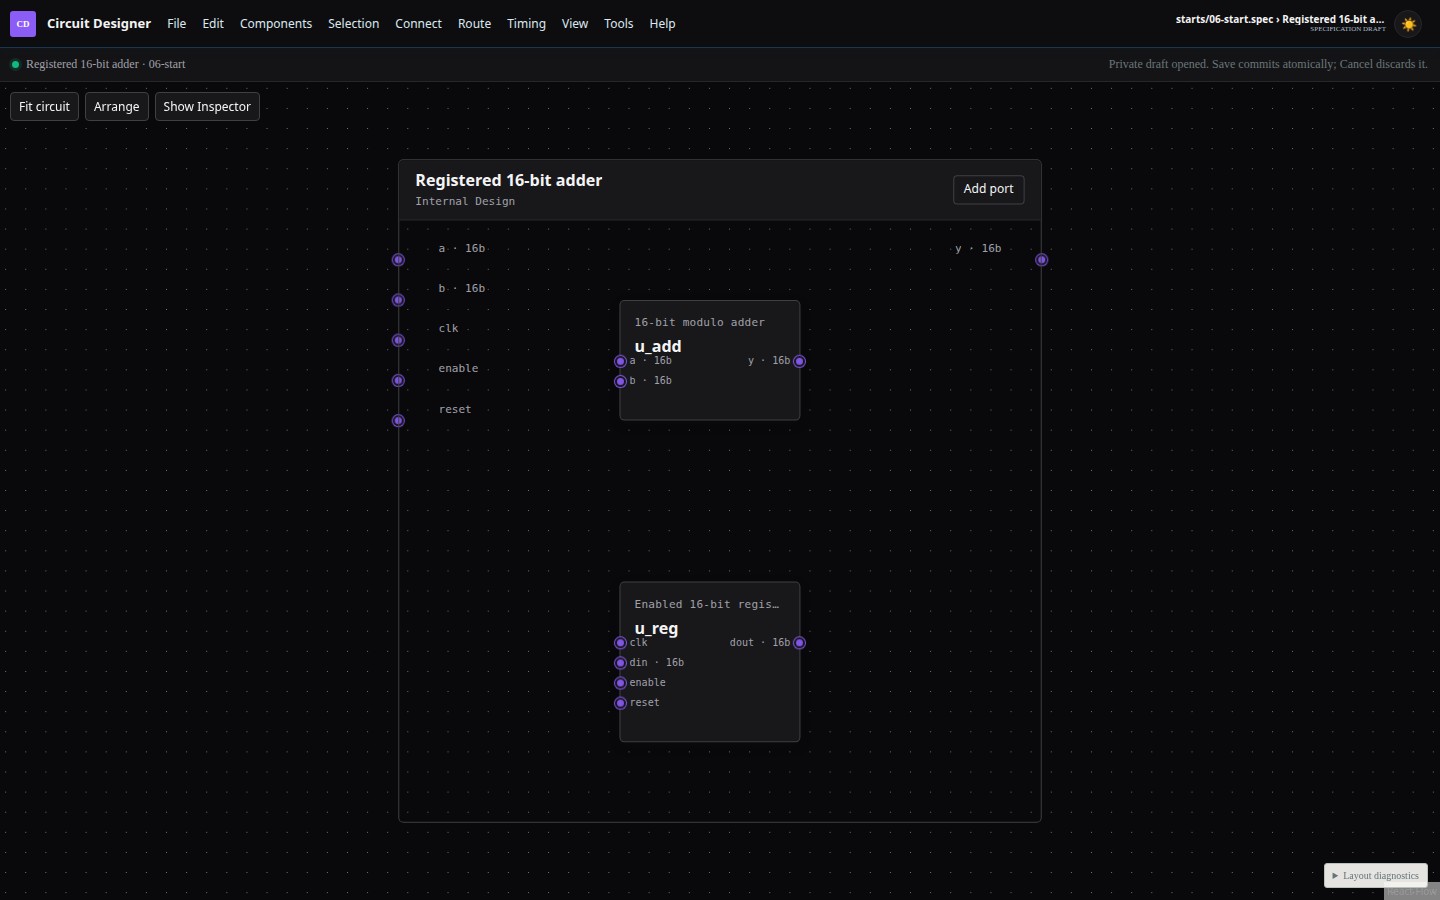 CD Circuit Designer File Edit Components Selection Connect Route Timing View Tools Help
starts/06-start.spec › Registered 16-bit a...
SPECIFICATION DRAFT
Registered 16-bit adder · 06-start
Private draft opened. Save commits atomically; Cancel discards it.
Fit circuit Arrange Show Inspector
Registered 16-bit adder
Internal Design
Add port
a · 16b
y · 16b
b · 16b
clk
enable
reset
16-bit modulo adder
u_add
a · 16b
y · 16b
b · 16b
Enabled 16-bit regis…
u_reg
clk
dout · 16b
din · 16b
enable
reset
▶ Layout diagnostics
React Flow